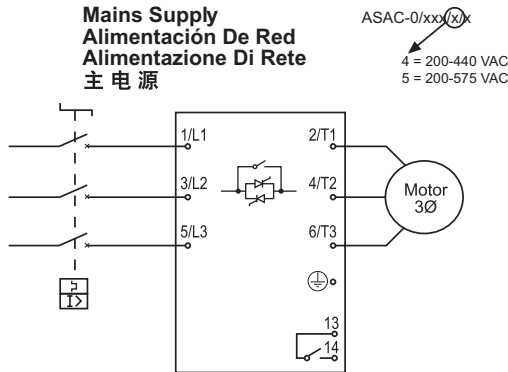 Mains Supply
Alimentación De Red
Alimentazione Di Rete
主 电 源
ASAC-0/xxx/x/x
4 = 200-440 VAC
5 = 200-575 VAC
1/L1
2/T1
3/L2
4/T2
5/L3
6/T3
Motor
3Ø
13
14
I>